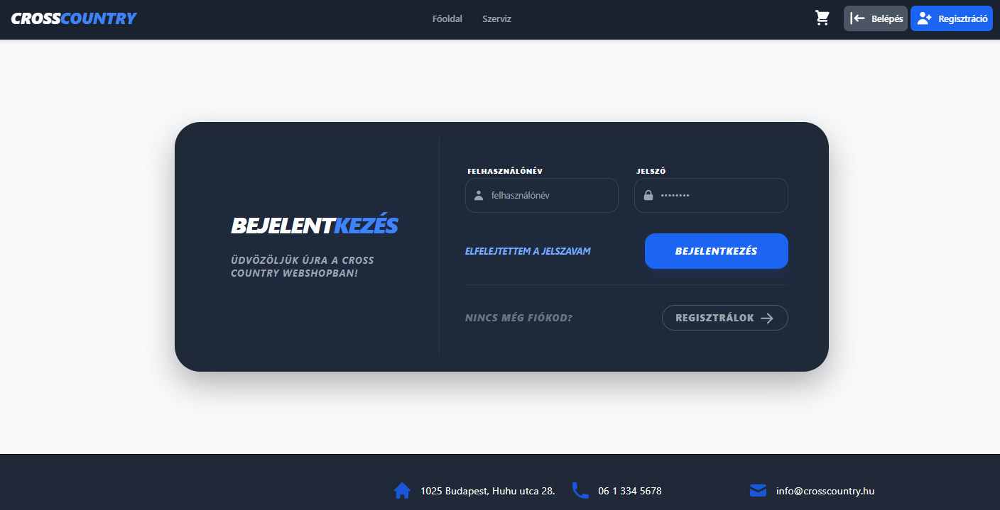 CROSSCOUNTRY
Főoldal
Szerviz
Belépés
Regisztráció
BEJELENTKEZÉS
ÜDVÖZÖLJÜK ÚJRA A CROSS
COUNTRY WEBSHOPBAN!
FELHASZNÁLÓNÉV
felhasználónév
JELSZÓ
••••••••
ELFELEJTETTEM A JELSZAVAM
BEJELENTKEZÉS
NINCS MÉG FIÓKOD?
REGISZTRÁLOK
1025 Budapest, Huhu utca 28.
06 1 334 5678
info@crosscountry.hu